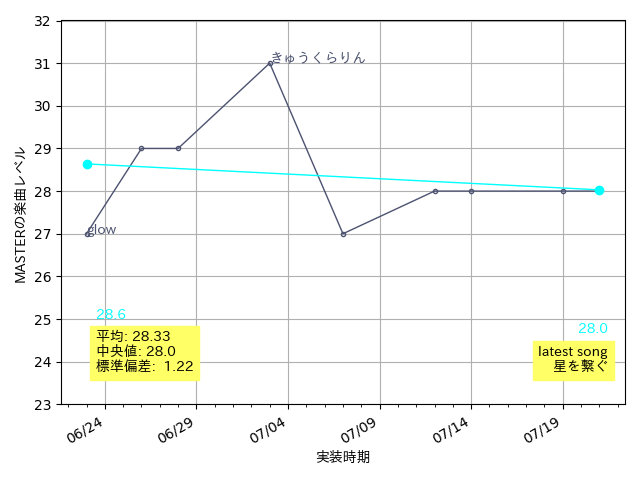 32
31
30
29
28
27
26
25
24
23
MASTERの楽曲レベル
きゅうくらりん
glow
28.6
平均: 28.33
中央値: 28.0
標準偏差: 1.22
28.0
latest song
星を繋ぐ
06/24
06/29
07/04
07/09
07/14
07/19
実装時期